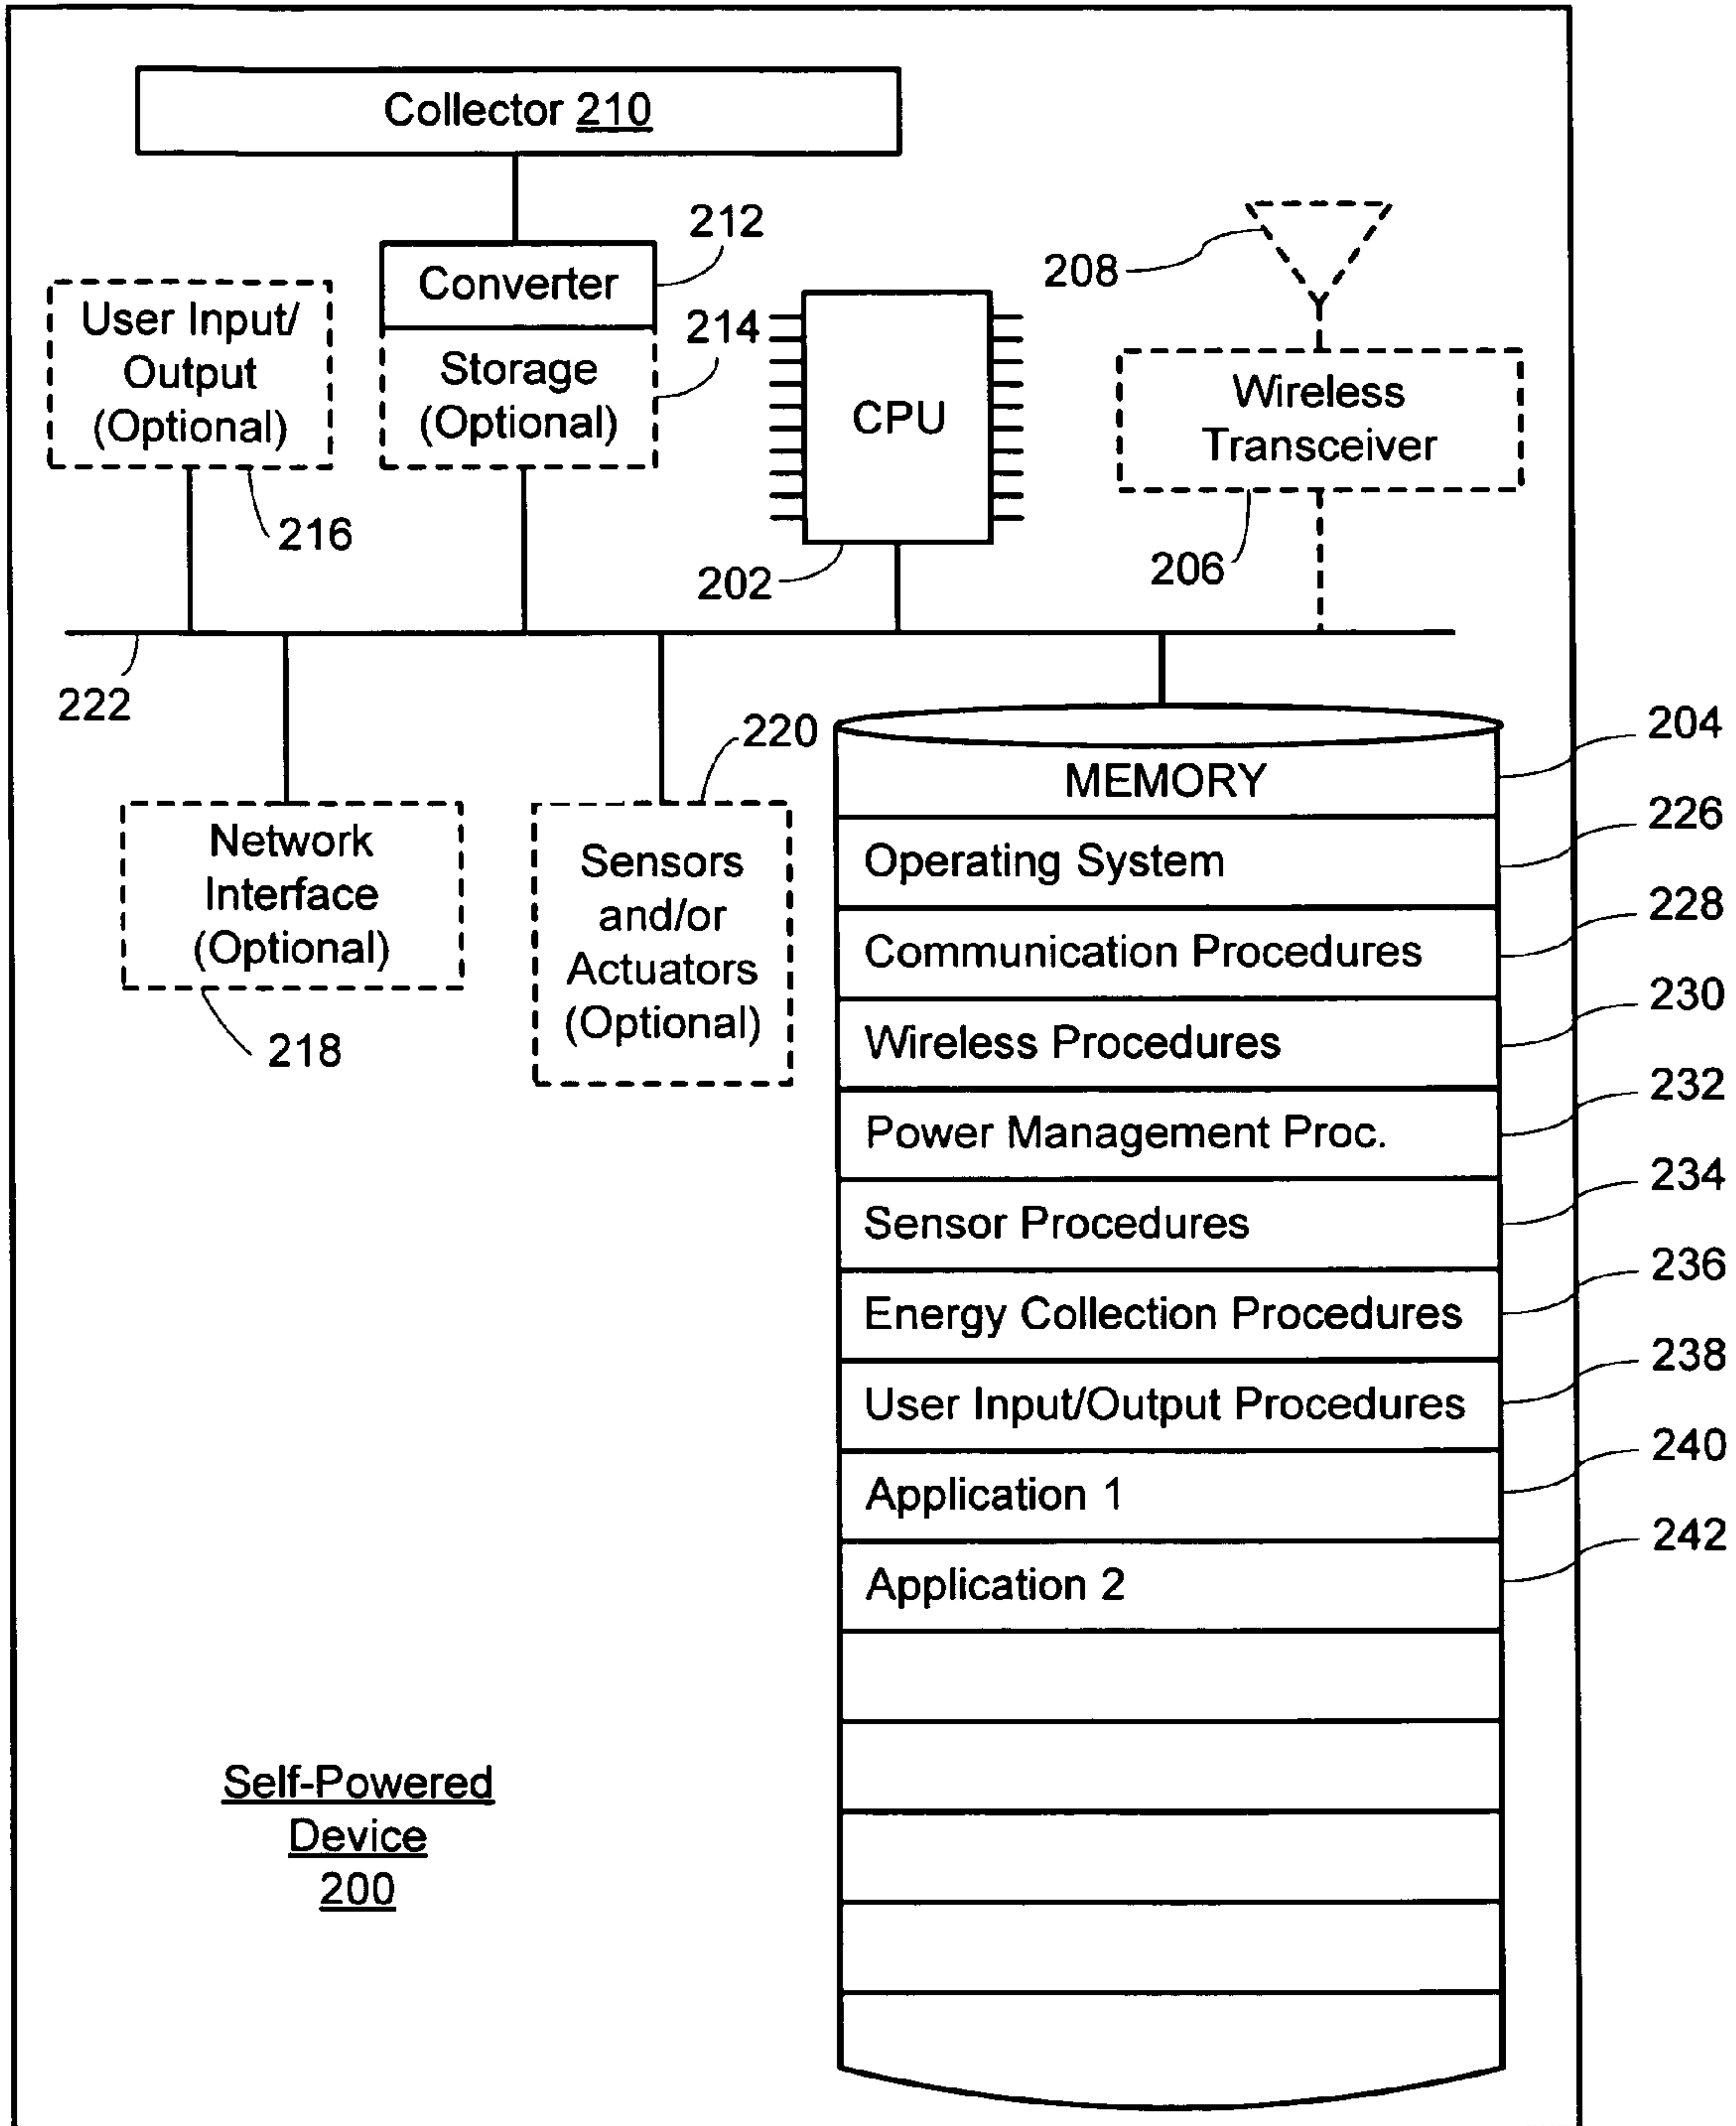 Collector 210
212
Converter
208
User Input/
Output
(Optional)
214
Storage
(Optional)
CPU
Wireless
Transceiver
216
202
206
222
220
204
MEMORY
226
Operating System
Network
Interface
(Optional)
Sensors
and/or
Actuators
(Optional)
228
Communication Procedures
218
230
Wireless Procedures
232
Power Management Proc.
234
Sensor Procedures
236
Energy Collection Procedures
238
User Input/Output Procedures
240
Application 1
242
Application 2
Self-Powered
Device
200